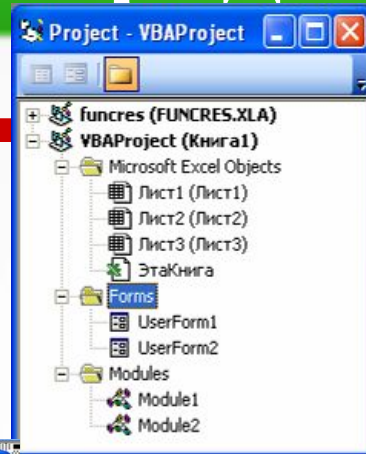 Project - VBAProject
funcres (FUNCRES.XLA)
VBAProject (Книга1)
Microsoft Excel Objects
Лист1 (Лист1)
Лист2 (Лист2)
Лист3 (Лист3)
ЭтаКнига
Forms
UserForm1
UserForm2
Modules
Module1
Module2